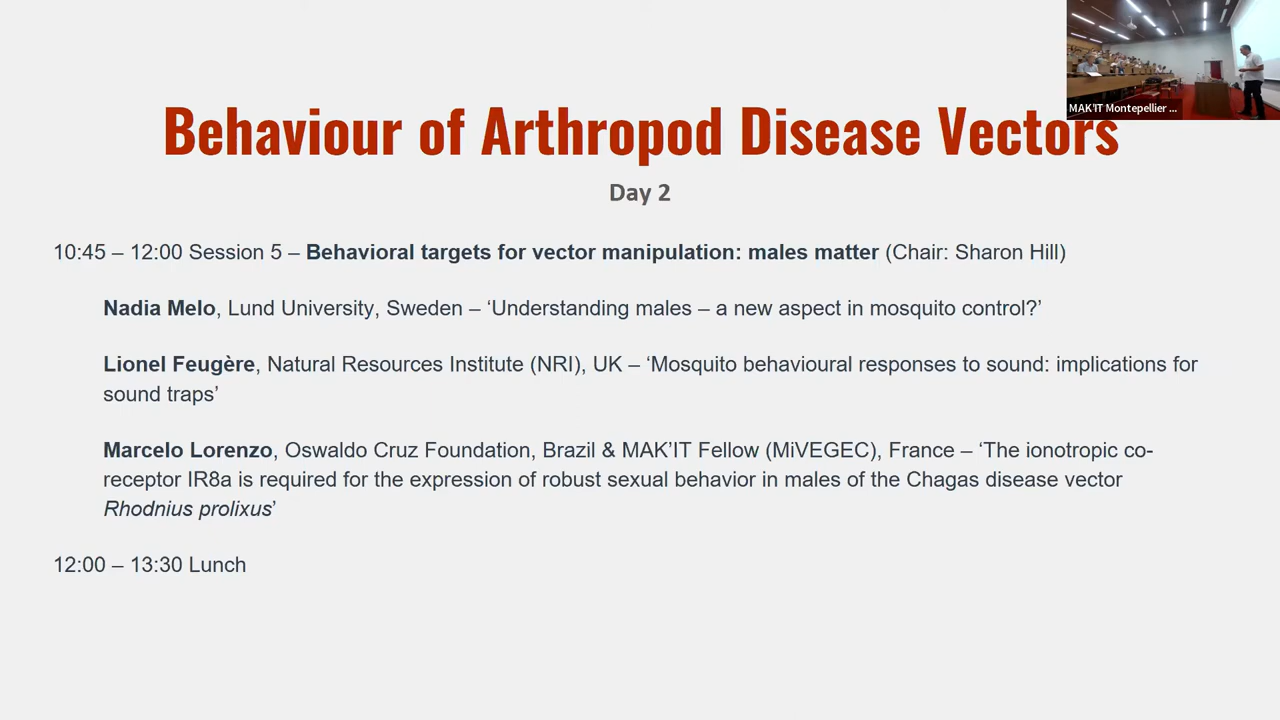 MAK'IT Montepellier ...
Behaviour of Arthropod Disease Vectors
Day 2
10:45 – 12:00 Session 5 – Behavioral targets for vector manipulation: males matter (Chair: Sharon Hill)
Nadia Melo, Lund University, Sweden – ‘Understanding males – a new aspect in mosquito control?’
Lionel Feugère, Natural Resources Institute (NRI), UK – ‘Mosquito behavioural responses to sound: implications for
sound traps’
Marcelo Lorenzo, Oswaldo Cruz Foundation, Brazil & MAK’IT Fellow (MiVEGEC), France – ‘The ionotropic co-
receptor IR8a is required for the expression of robust sexual behavior in males of the Chagas disease vector
Rhodnius prolixus’
12:00 – 13:30 Lunch